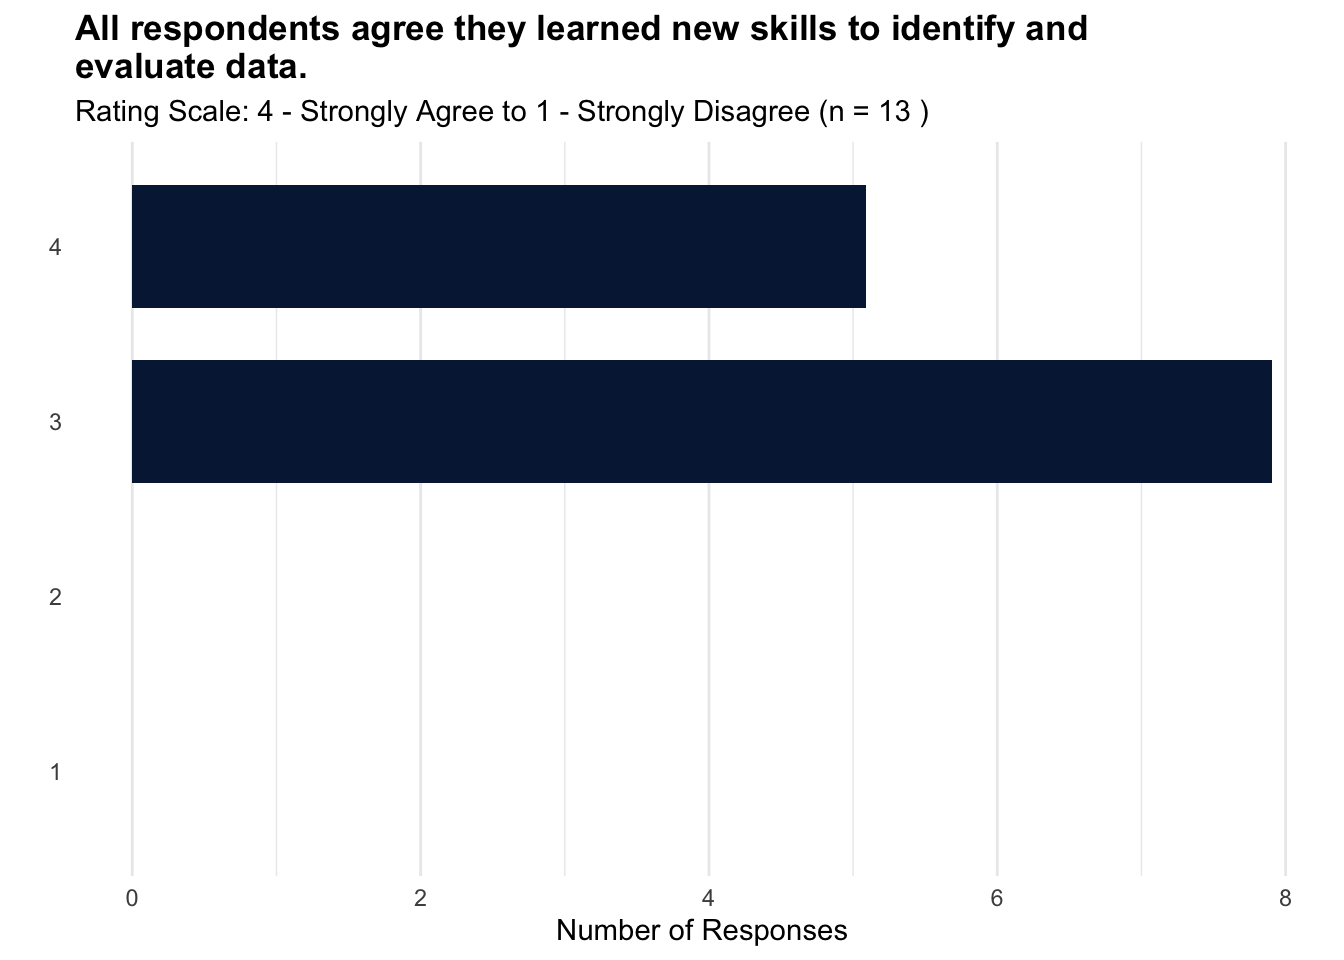 All respondents agree they learned new skills to identify and
evaluate data.
Rating Scale: 4 - Strongly Agree to 1 - Strongly Disagree (n = 13 )
4
3
2
1
0 2 4 6 8
Number of Responses